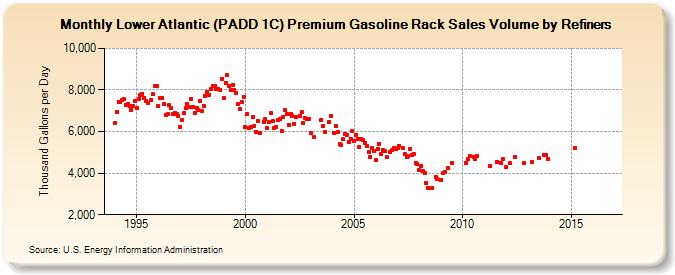 Monthly Lower Atlantic (PADD 1C) Premium Gasoline Rack Sales Volume by Refiners
Thousand Gallons per Day
10,000
8,000
6,000
4,000
2,000
1995 2000 2005 2010 2015
Source: U.S. Energy Information Administration